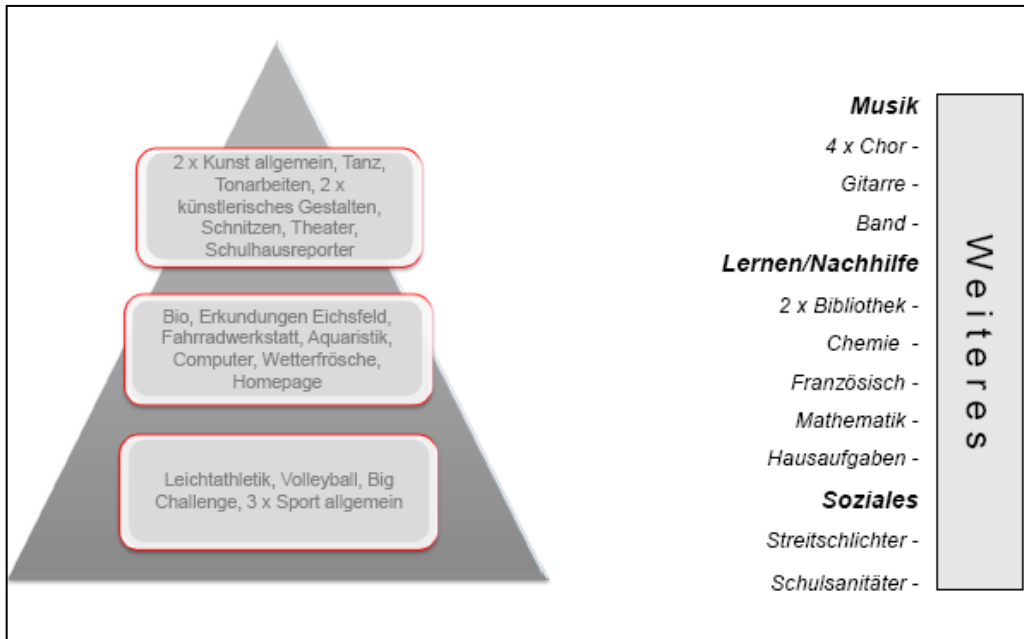 2 x Kunst allgemein, Tanz,
Tonarbeiten, 2 x
künstlerisches Gestalten,
Schnitzen, Theater,
Schulhausreporter
Bio, Erkundungen Eichsfeld,
Fahrradwerkstatt, Aquaristik,
Computer, Wetterfrösche,
Homepage
Leichtathletik, Volleyball, Big
Challenge, 3 x Sport allgemein
Musik
4 x Chor -
Gitarre -
Band -
Lernen/Nachhilfe
2 x Bibliothek -
Chemie -
Französisch -
Mathematik -
Hausaufgaben -
Soziales
Streitschlichter -
Schulsanitäter -
Weiteres